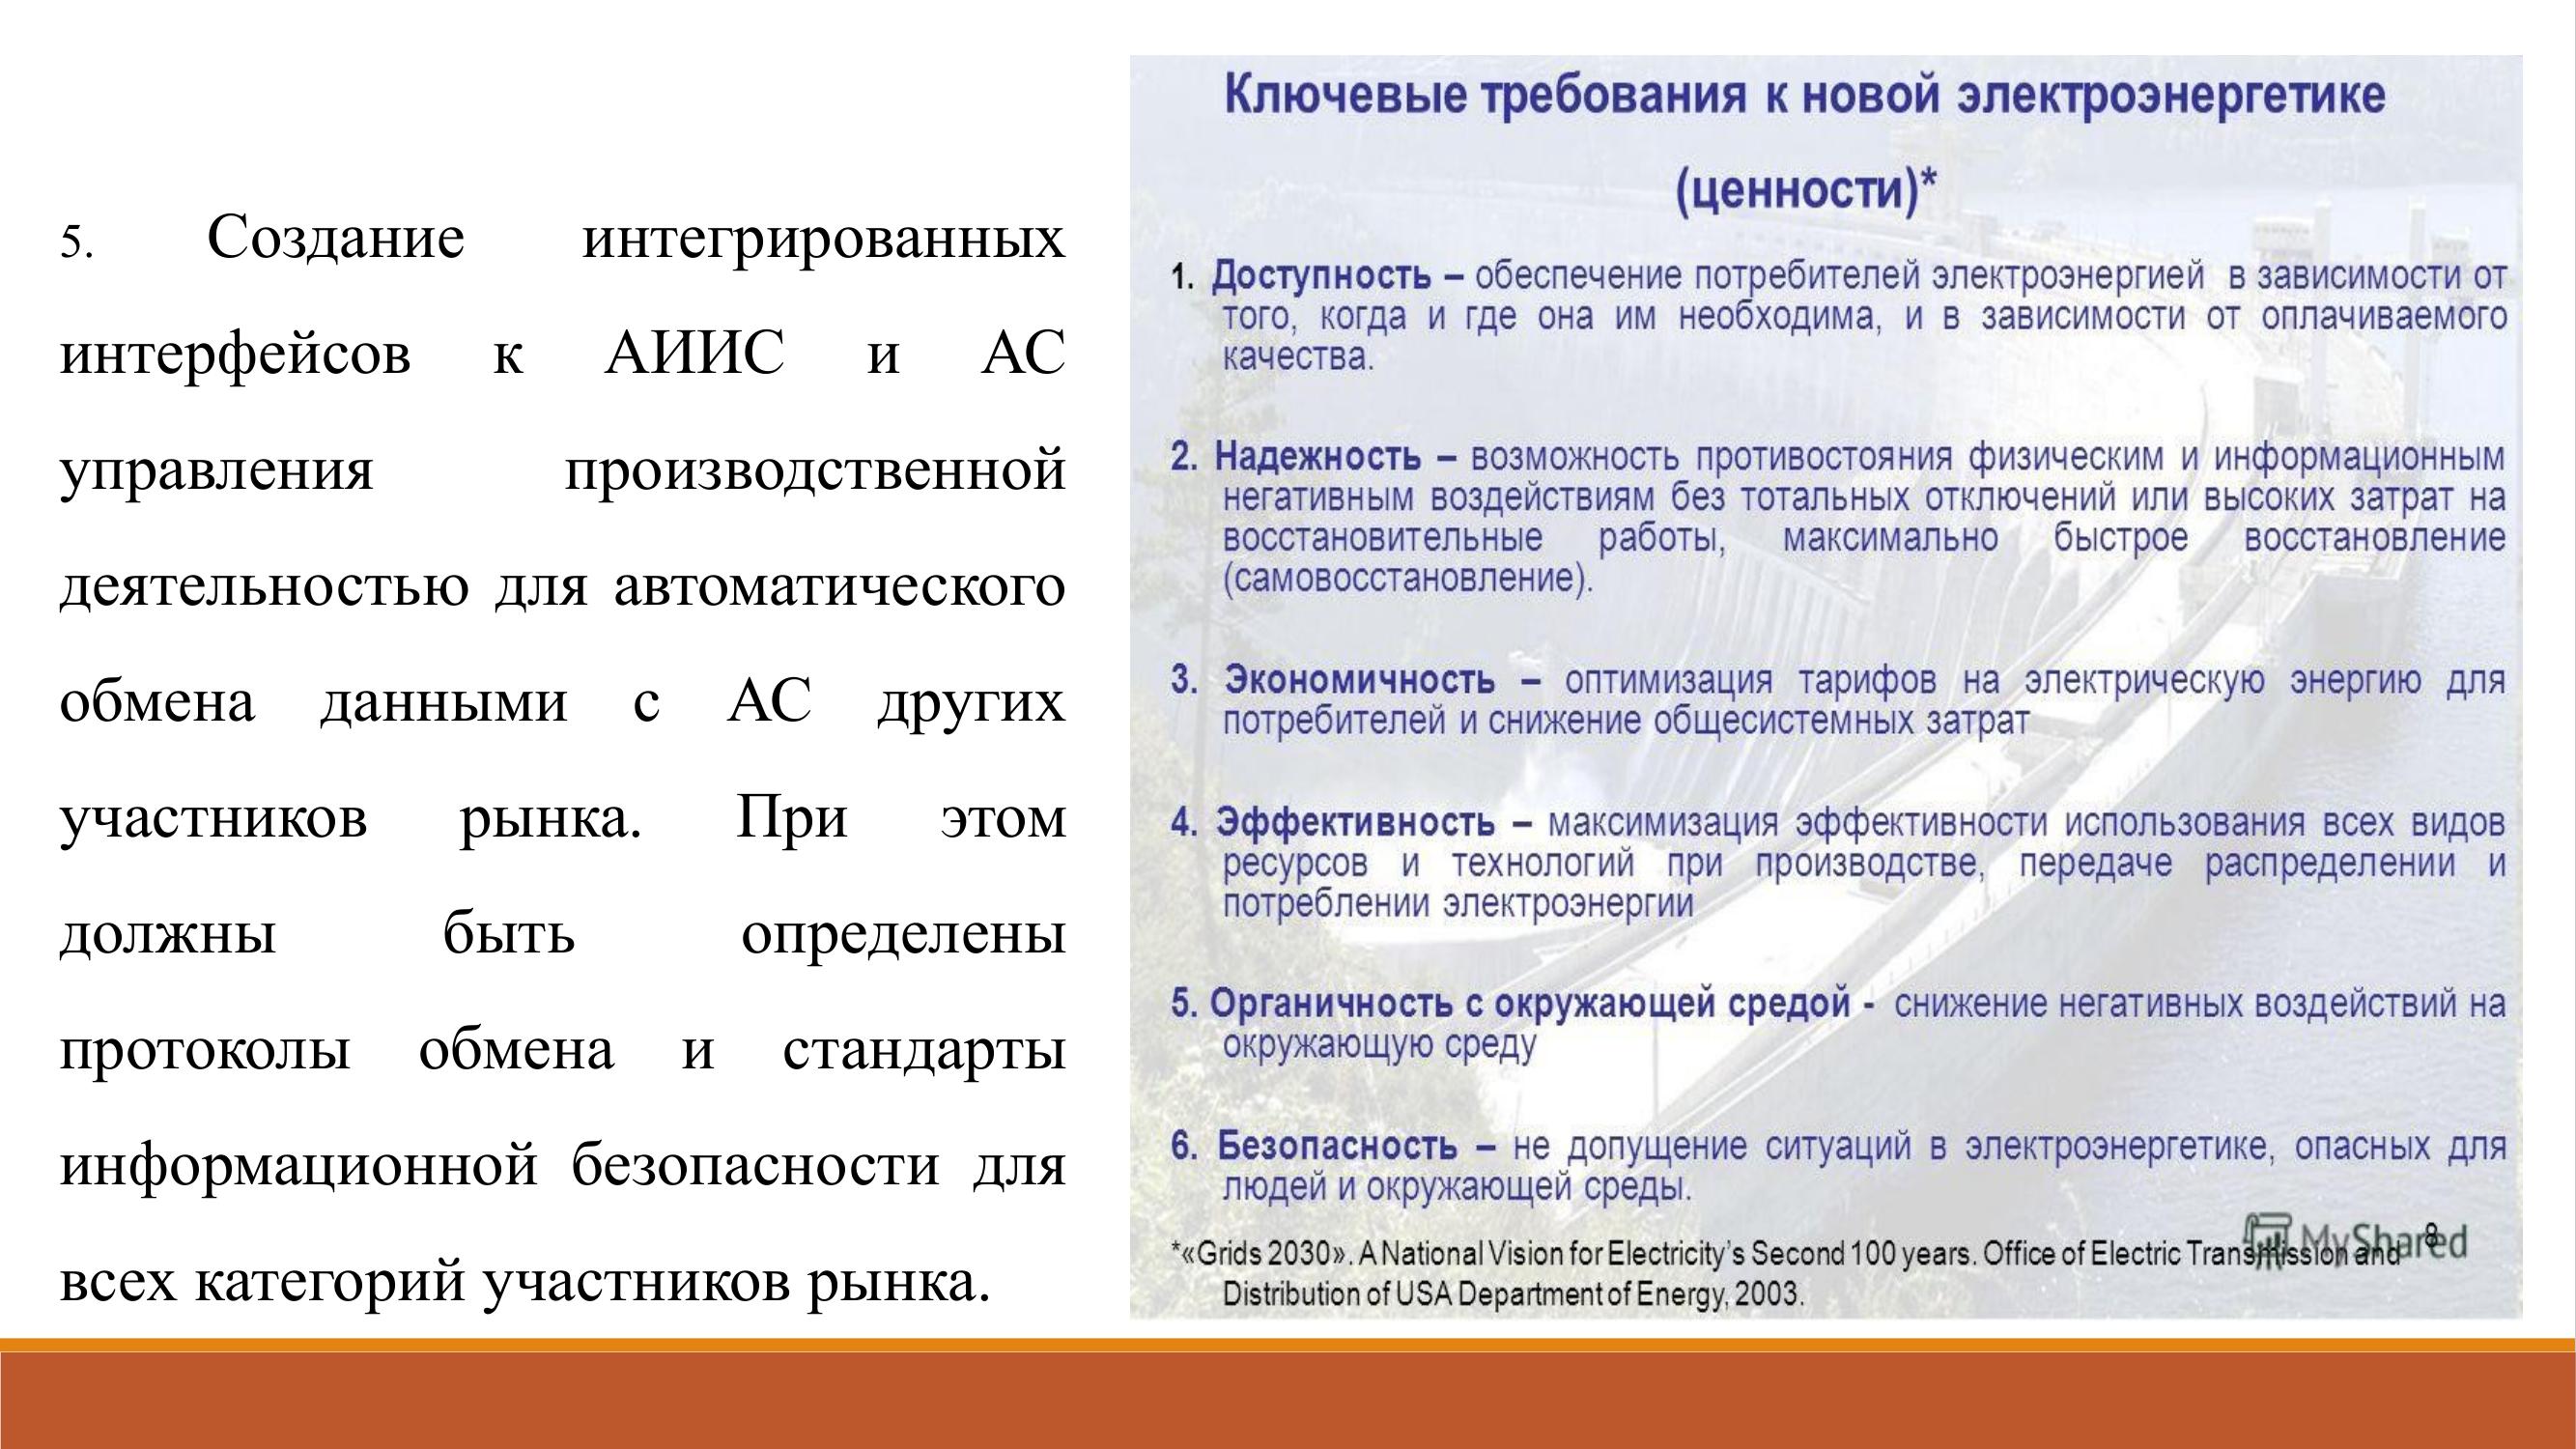 5. Создание интегрированных
интерфейсов к АИИС и АС
управления производственной
деятельностью для автоматического
обмена данными с АС других
участников рынка. При этом
должны быть определены
протоколы обмена и стандарты
информационной безопасности для
всех категорий участников рынка.
Ключевые требования к новой электроэнергетике
(ценности)*
1. Доступность – обеспечение потребителей электроэнергией в зависимости от
того, когда и где она им необходима, и в зависимости от оплачиваемого
качества.
2. Надежность – возможность противостояния физическим и информационным
негативным воздействиям без тотальных отключений или высоких затрат на
восстановительные работы, максимально быстрое восстановление
(самовосстановление).
3. Экономичность – оптимизация тарифов на электрическую энергию для
потребителей и снижение общесистемных затрат
4. Эффективность – максимизация эффективности использования всех видов
ресурсов и технологий при производстве, передаче распределении и
потреблении электроэнергии
5. Органичность с окружающей средой - снижение негативных воздействий на
окружающую среду
6. Безопасность – не допущение ситуаций в электроэнергетике, опасных для
людей и окружающей среды.
*«Grids 2030». A National Vision for Electricity’s Second 100 years. Office of Electric Transmission and
Distribution of USA Department of Energy, 2003.
MyShared
8